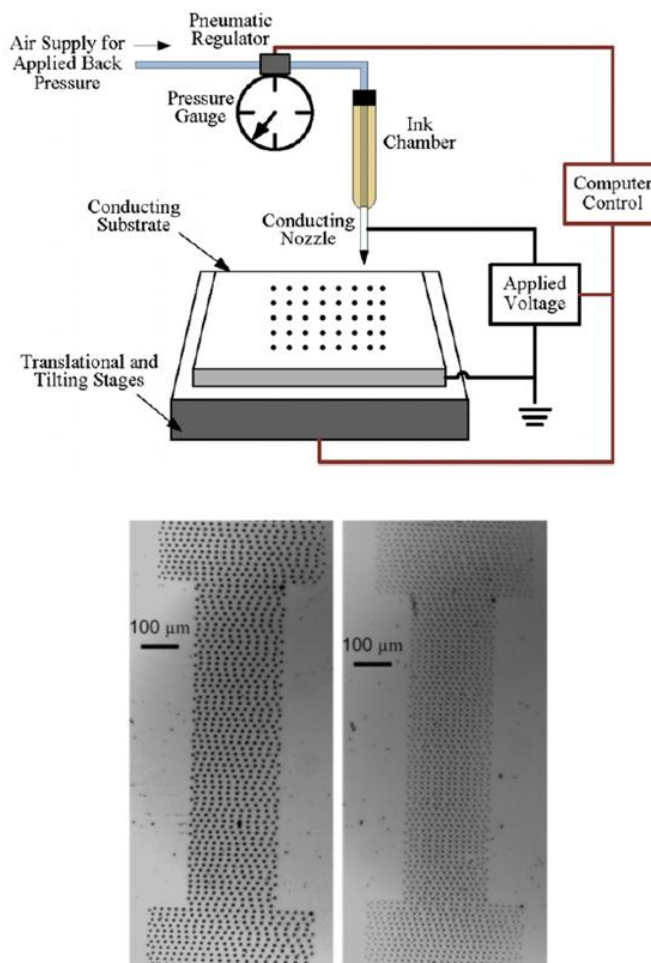 Pneumatic
Regulator
Air Supply for
Applied Back
Pressure
Pressure
Gauge
Ink
Chamber
Computer
Control
Conducting
Substrate
Conducting
Nozzle
Applied
Voltage
Translational and
Tilting Stages
100 µm
100 µm